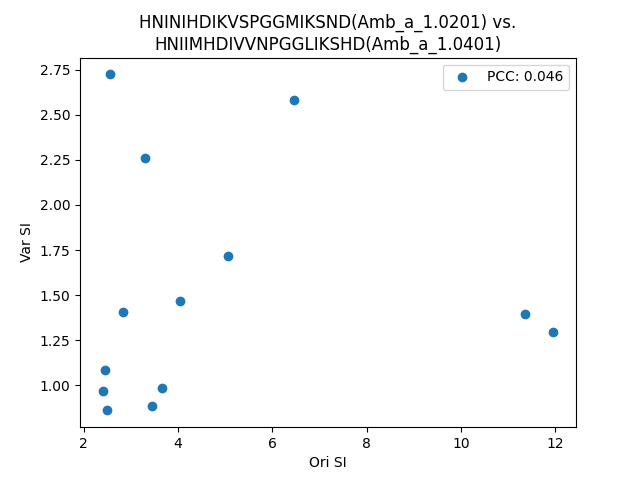 HNINIHDIKVSPGGMIKSND(Amb_a_1.0201) vs.
HNIIMHDIVVNPGGLIKSHD(Amb_a_1.0401)
PCC: 0.046
2.75
2.50
2.25
2.00
1.75
1.50
1.25
1.00
Var SI
2 4 6 8 10 12
Ori SI